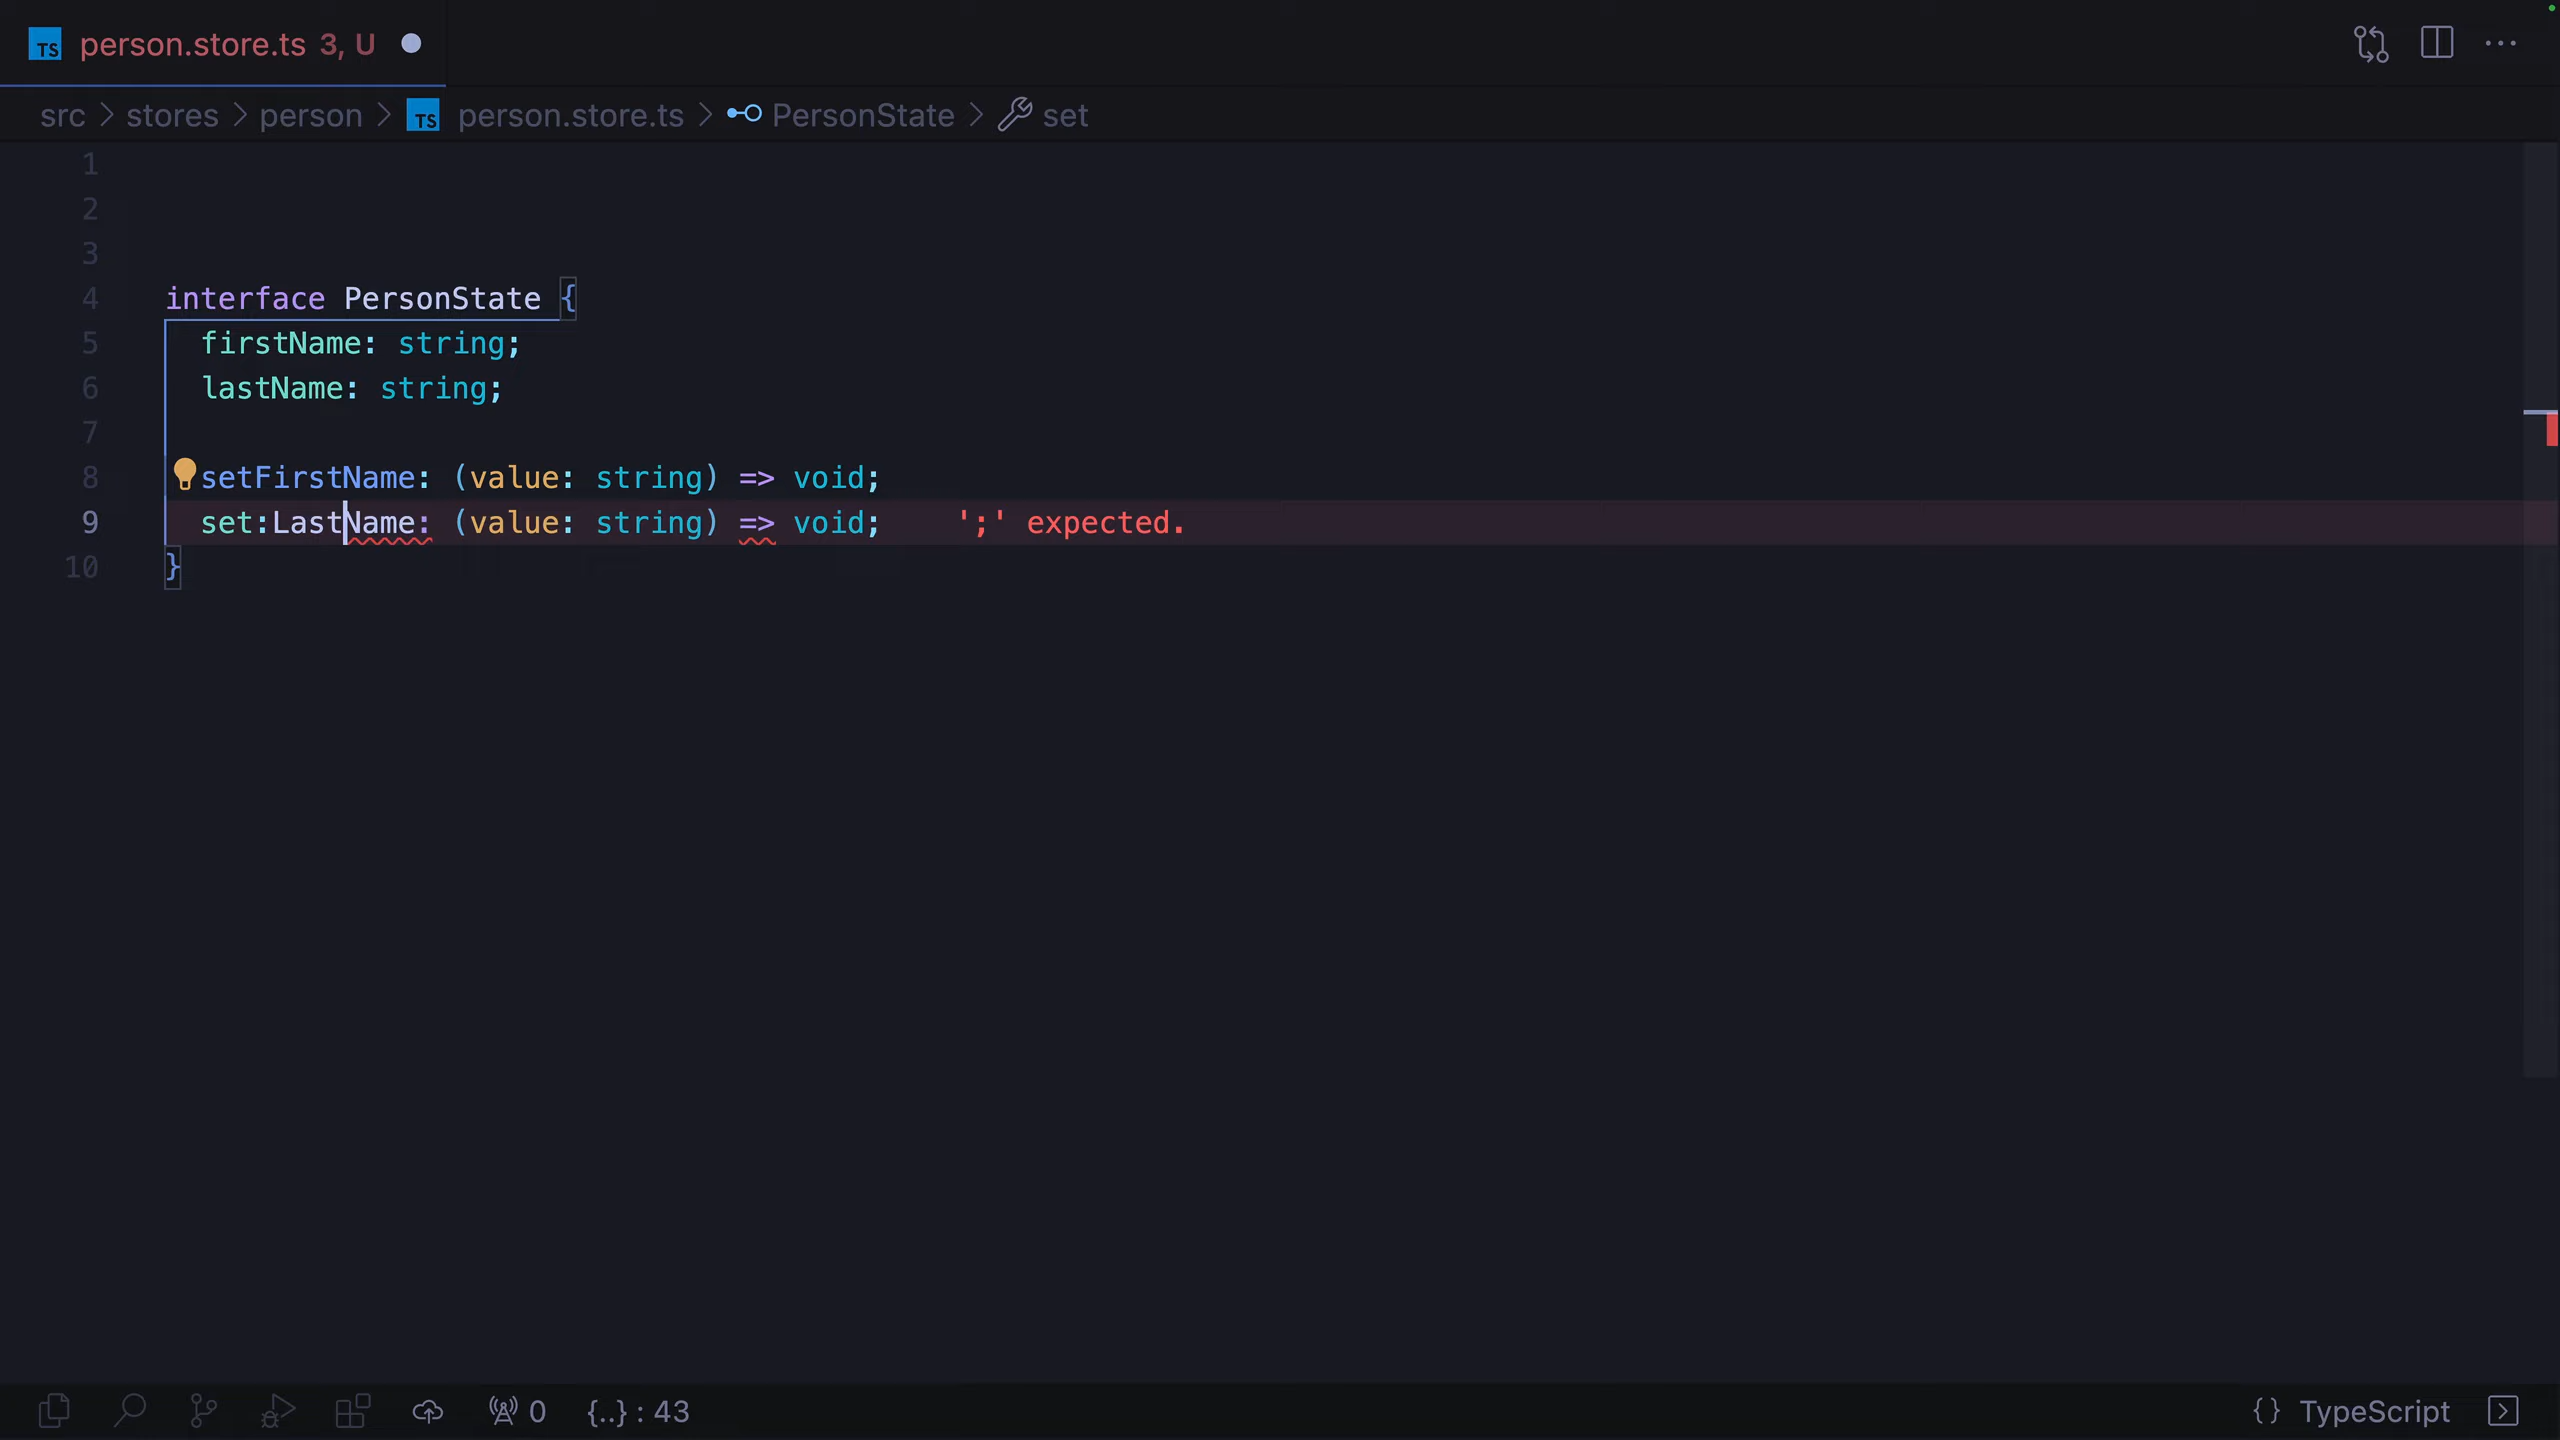 TS person.store.ts 3, U
src > stores > person > TS person.store.ts > PersonState > set
1
2
3
4 interface PersonState {
5 firstName: string;
6 lastName: string;
7
8 setFirstName: (value: string) => void;
9 set:LastName: (value: string) => void; ';' expected.
10 }
0 {..} : 43 {} TypeScript